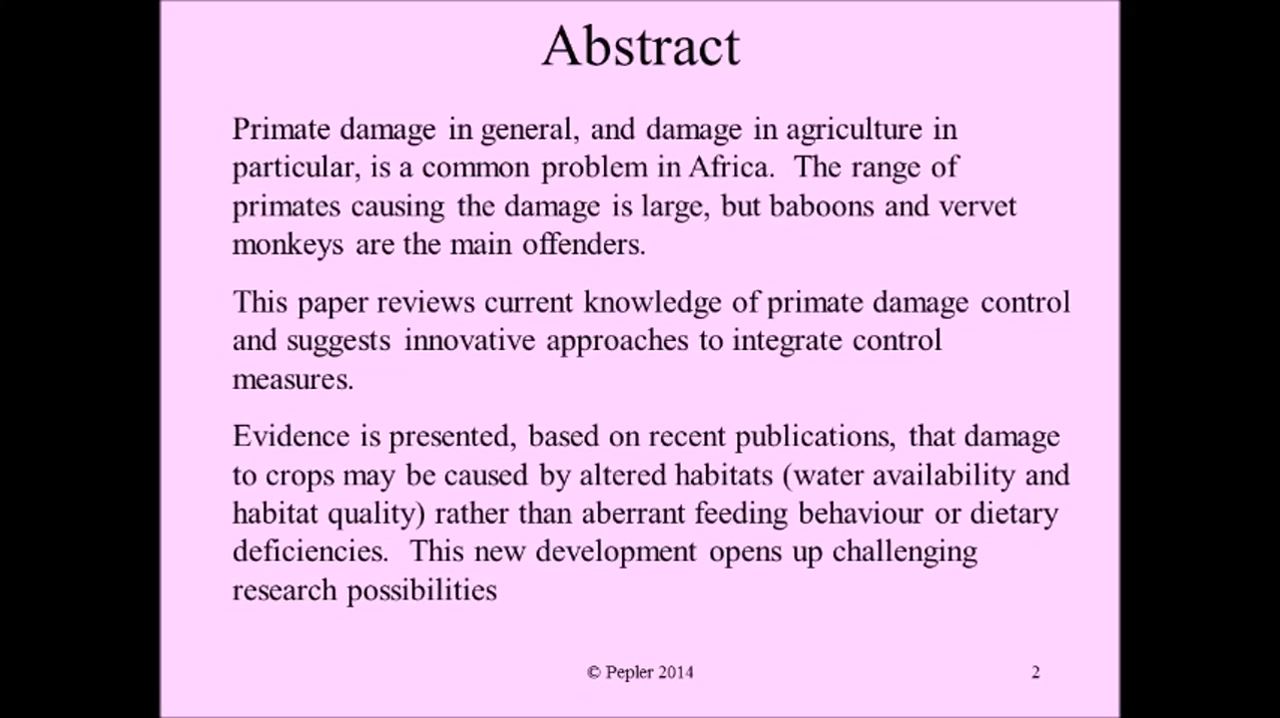 Abstract
Primate damage in general, and damage in agriculture in
particular, is a common problem in Africa.  The range of
primates causing the damage is large, but baboons and vervet
monkeys are the main offenders.
This paper reviews current knowledge of primate damage control
and suggests innovative approaches to integrate control
measures.
Evidence is presented, based on recent publications, that damage
to crops may be caused by altered habitats (water availability and
habitat quality) rather than aberrant feeding behaviour or dietary
deficiencies.  This new development opens up challenging
research possibilities
© Pepler 2014
2